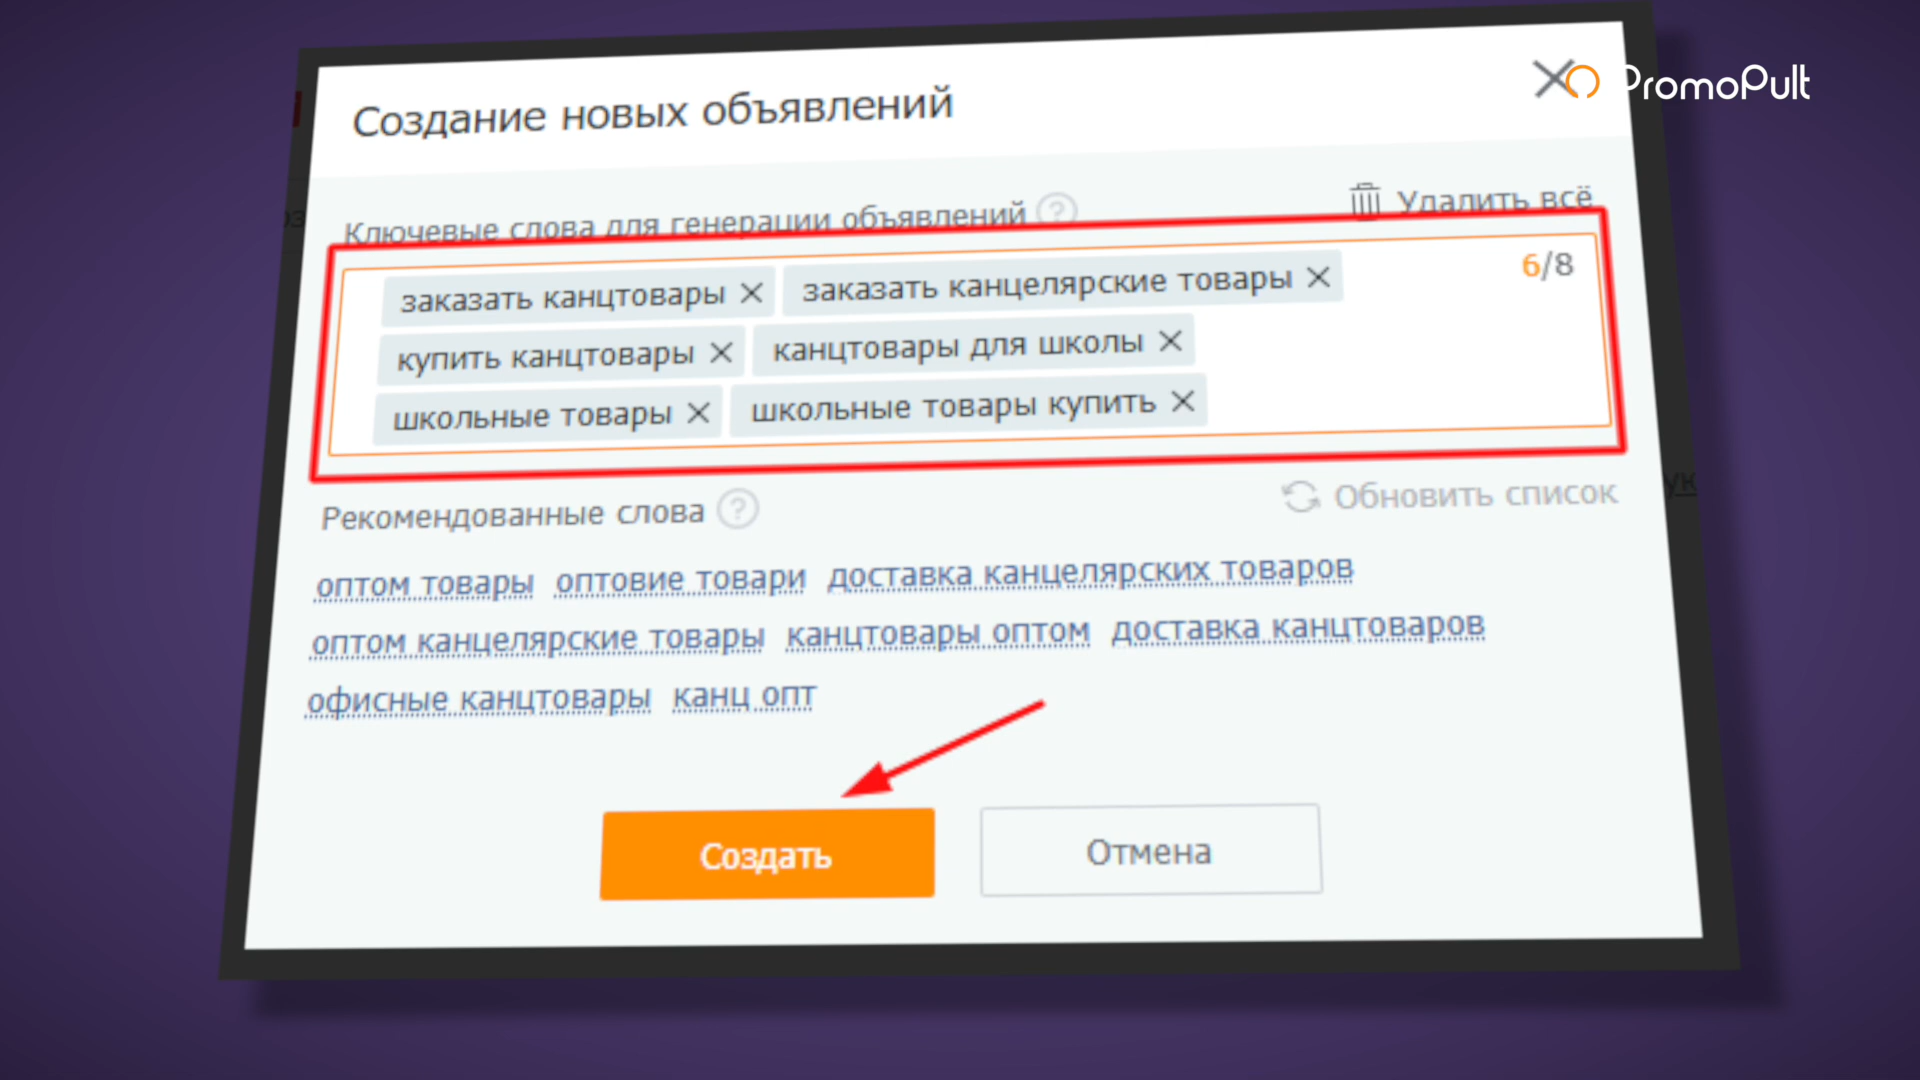 PromoPult
Создание новых объявлений
Ключевые слова для генерации объявлений ?
Удалить всё
заказать канцтовары × заказать канцелярские товары × 6/8
купить канцтовары × канцтовары для школы ×
школьные товары × школьные товары купить ×
Рекомендованные слова ?
Обновить список
оптом товары оптовие товари доставка канцелярских товаров
оптом канцелярские товары канцтовары оптом доставка канцтоваров
офисные канцтовары канц опт
Создать Отмена